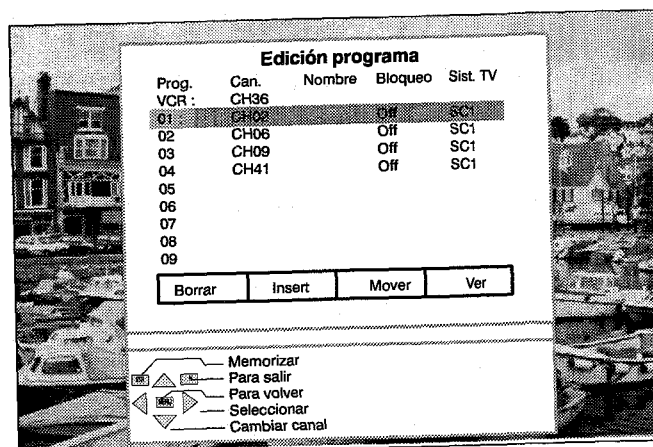 Edición programa
Prog. Can. Nombre Bloqueo Sist. TV
VCR : CH36
01 CH02 Off SC1
02 CH06 Off SC1
03 CH09 Off SC1
04 CH41 Off SC1
05
06
07
08
09
Borrar Insert Mover Ver
Memorizar
Para salir
Para volver
Seleccionar
Cambiar canal